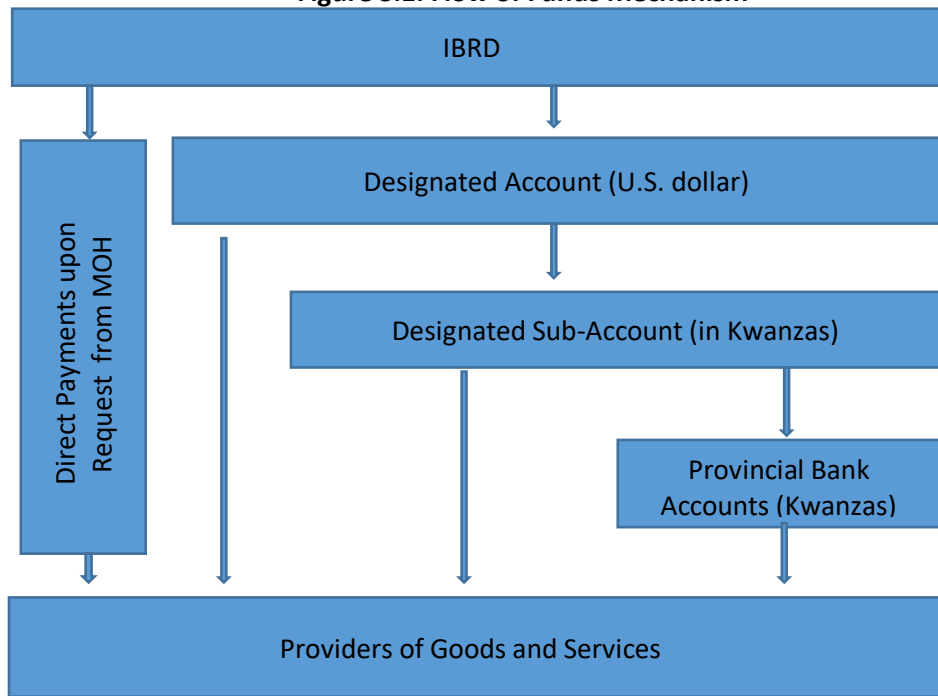 IBRD
Designated Account (U.S. dollar)
Direct Payments upon
Request from MOH
Designated Sub-Account (in Kwanzas)
Provincial Bank
Accounts (Kwanzas)
Providers of Goods and Services